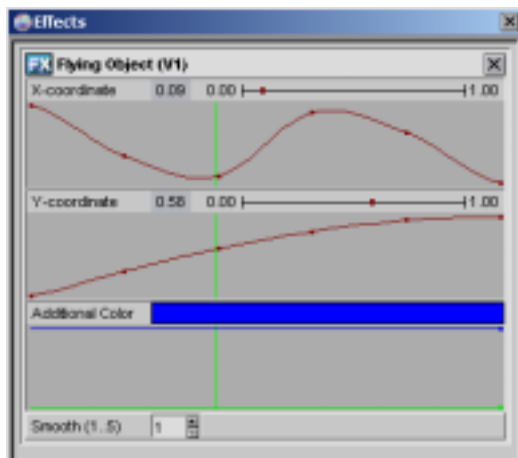 Effects
FX Flying Object (V1)
X-coordinate 0.09 0.00 1.00
Y-coordinate 0.58 0.00 1.00
Additional Color
Smooth (1..5) 1